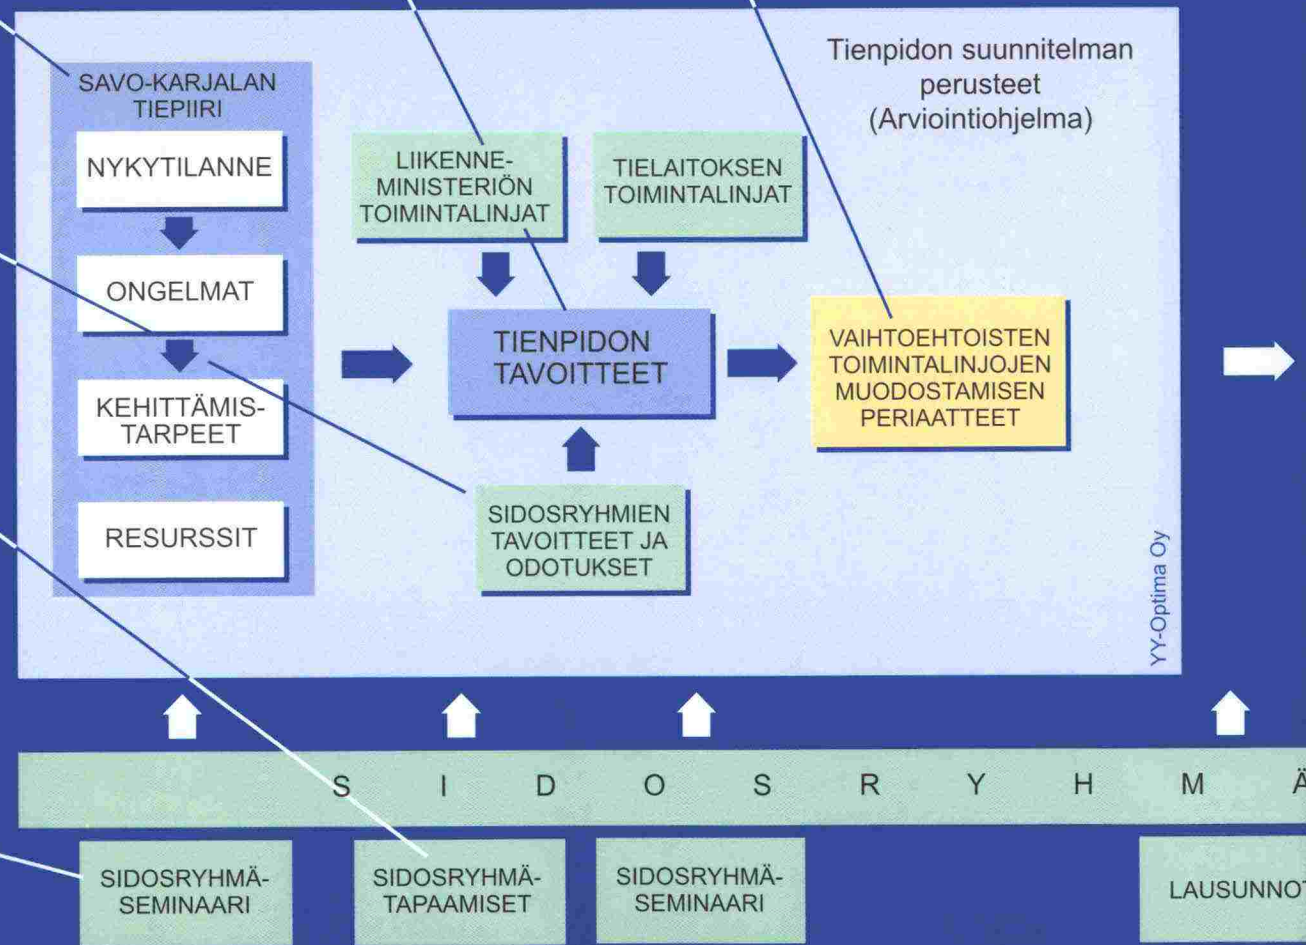 Tienpidon suunnitelman
perusteet
(Arviointiohjelma)
SAVO-KARJALAN
TIEPIIRI
NYKYTILANNE
ONGELMAT
KEHITTÄMIS-
TARPEET
RESURSSIT
LIIKENNE-
MINISTERIÖN
TOIMINTALINJAT
TIELAITOKSEN
TOIMINTALINJAT
TIENPIDON
TAVOITTEET
SIDOSRYHMIEN
TAVOITTEET JA
ODOTUKSET
VAIHTOEHTOISTEN
TOIMINTALINJOJEN
MUODOSTAMISEN
PERIAATTEET
YY-Optima Oy
S I D O S R Y H M Ä
SIDOSRYHMÄ-
SEMINAARI
SIDOSRYHMÄ-
TAPAAMISET
SIDOSRYHMÄ-
SEMINAARI
LAUSUNNOT